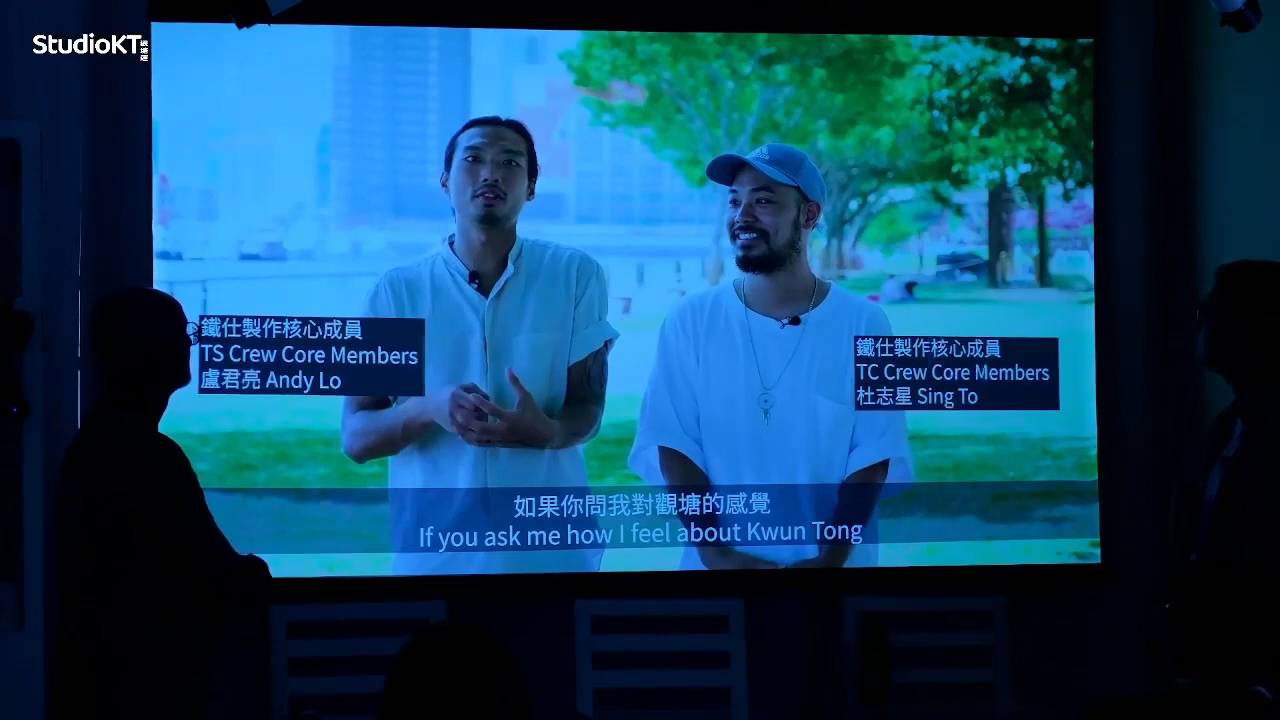 StudioKT
鐵仕製作核心成員
TS Crew Core Members
盧君亮 Andy Lo
鐵仕製作核心成員
TC Crew Core Members
杜志星 Sing To
如果你問我對觀塘的感覺
If you ask me how I feel about Kwun Tong